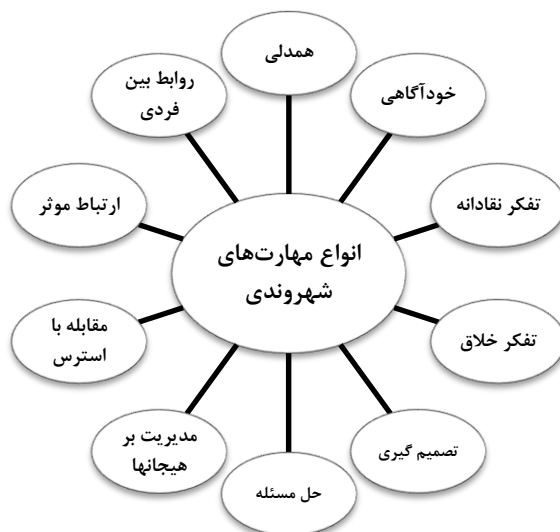 همدلی
خودآگاهی
تفکر نقادانه
تفکر خلاق
تصمیم گیری
حل مسئله
مدیریت بر
هیجانها
مقابله با
استرس
ارتباط موثر
روابط بین
فردی
انواع مهارت‌های
شهروندی